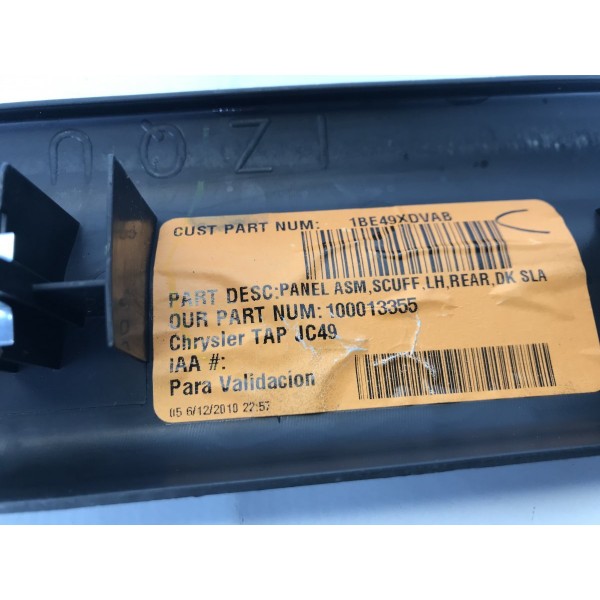 CUST PART NUM: 1BE49XDVAB
PART DESC:PANEL ASM,SCUFF,LH,REAR,DK SLA
OUR PART NUM:100013355
Chrysler TAP JC49
IAA #:
Para Validacion
05 6/12/2010 22:57